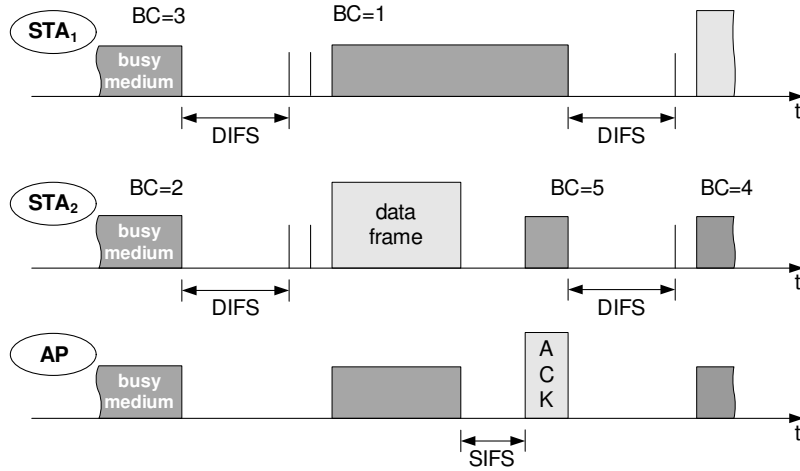 BC=3
BC=1
STA1
busy
medium
DIFS
DIFS
t
BC=2
BC=5
BC=4
STA2
busy
medium
data
frame
DIFS
DIFS
t
AP
busy
medium
A
C
K
SIFS
t